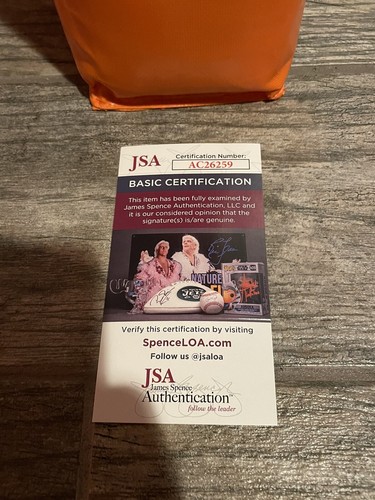 JSA
Certification Number:
AC26259
BASIC CERTIFICATION
This item has been fully examined by
James Spence Authentication, LLC and
it is our considered opinion that the
signature(s) is/are genuine.
NATURE
Verify this certification by visiting
SpenceLOA.com
Follow us @jsaloa
JSA
James Spence
Authentication™
follow the leader